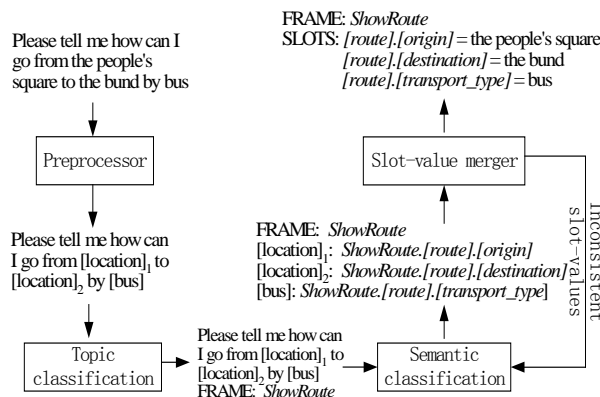 Please tell me how can I
go from the people's
square to the bund by bus
Preprocessor
Please tell me how can
I go from [location]1 to
[location]2 by [bus]
Topic
classification
Please tell me how can
I go from [location]1 to
[location]2 by [bus]
FRAME: ShowRoute
Semantic
classification
FRAME: ShowRoute
[location]1: ShowRoute.[route].[origin]
[location]2: ShowRoute.[route].[destination]
[bus]: ShowRoute.[route].[transport_type]
Slot-value merger
Inconsistent
slot-values
FRAME: ShowRoute
SLOTS: [route].[origin] = the people's square
[route].[destination] = the bund
[route].[transport_type] = bus